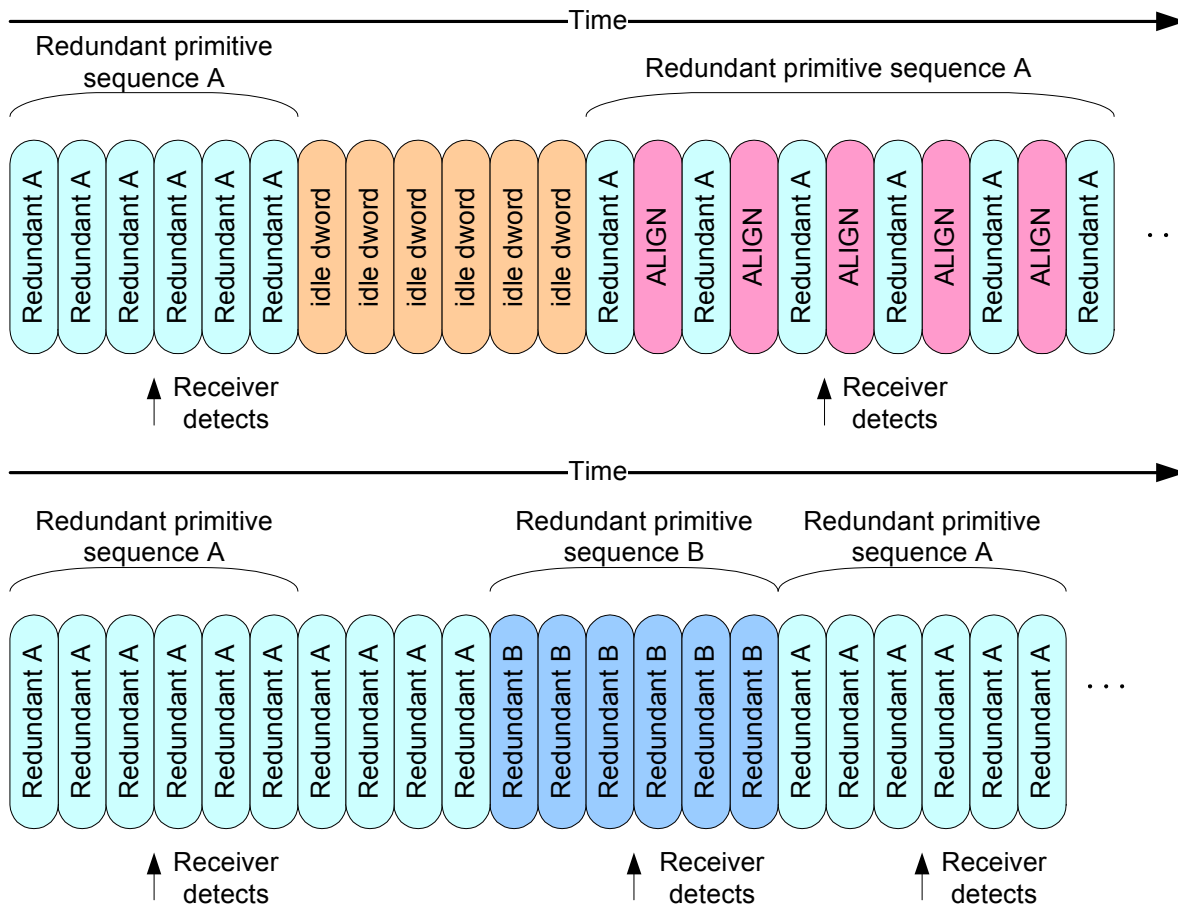 Time
Redundant primitive
sequence A
Redundant primitive sequence A
Redundant A
Redundant A
Redundant A
Redundant A
Redundant A
Redundant A
idle dword
idle dword
idle dword
idle dword
idle dword
idle dword
Redundant A
ALIGN
Redundant A
ALIGN
Redundant A
ALIGN
Redundant A
ALIGN
Redundant A
ALIGN
Redundant A
. .
Receiver
detects
Receiver
detects
Time
Redundant primitive
sequence A
Redundant primitive
sequence B
Redundant primitive
sequence A
Redundant A
Redundant A
Redundant A
Redundant A
Redundant A
Redundant A
Redundant A
Redundant A
Redundant A
Redundant A
Redundant B
Redundant B
Redundant B
Redundant B
Redundant B
Redundant B
Redundant A
Redundant A
Redundant A
Redundant A
Redundant A
Redundant A
. . .
Receiver
detects
Receiver
detects
Receiver
detects